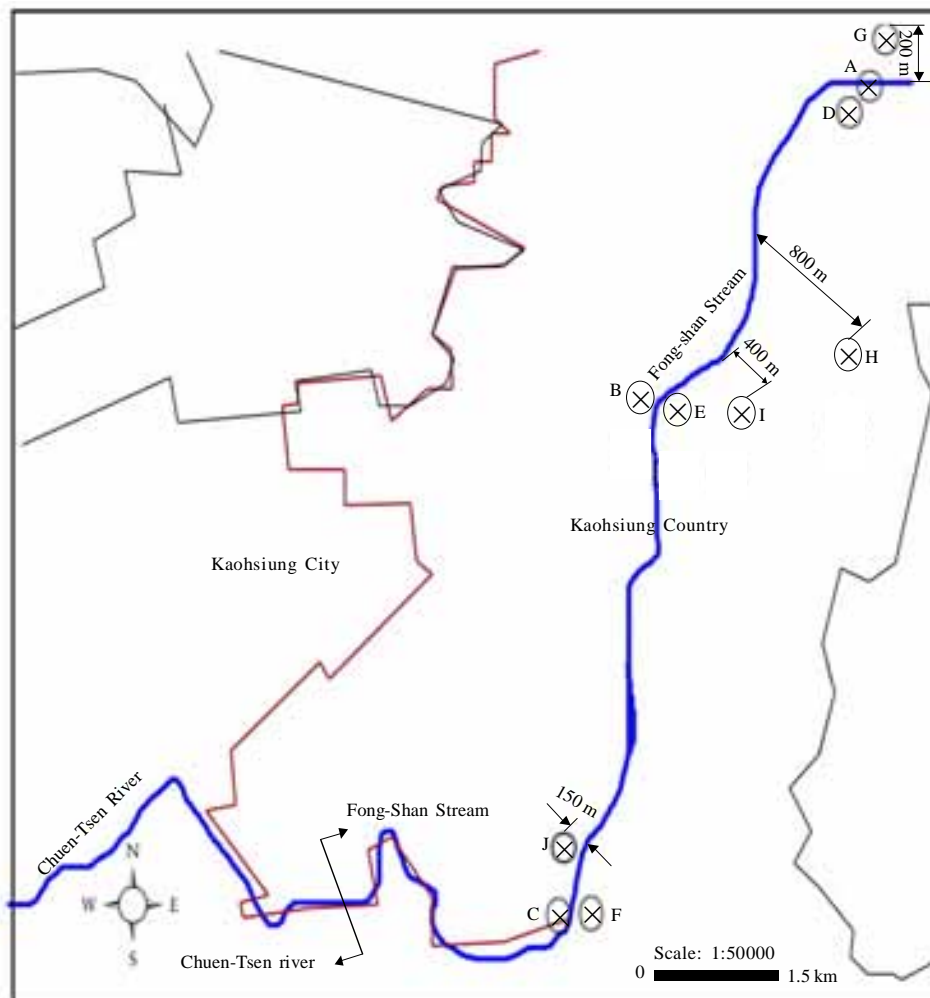 G
200 m
A
D
800 m
Fong-shan Stream
H
400 m
B
E
I
Kaohsiung Country
Kaohsiung City
Chuen-Tsen River
150 m
Fong-Shan Stream
J
N
W
E
S
C
F
Chuen-Tsen river
Scale: 1:50000
0
1.5 km